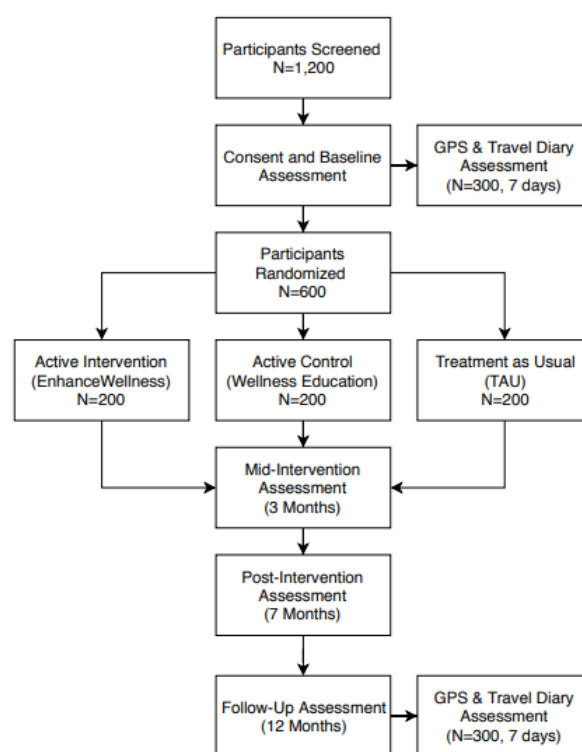 Participants Screened
N=1,200
Consent and Baseline
Assessment
GPS & Travel Diary
Assessment
(N=300, 7 days)
Participants
Randomized
N=600
Active Intervention
(EnhanceWellness)
N=200
Active Control
(Wellness Education)
N=200
Treatment as Usual
(TAU)
N=200
Mid-Intervention
Assessment
(3 Months)
Post-Intervention
Assessment
(7 Months)
Follow-Up Assessment
(12 Months)
GPS & Travel Diary
Assessment
(N=300, 7 days)